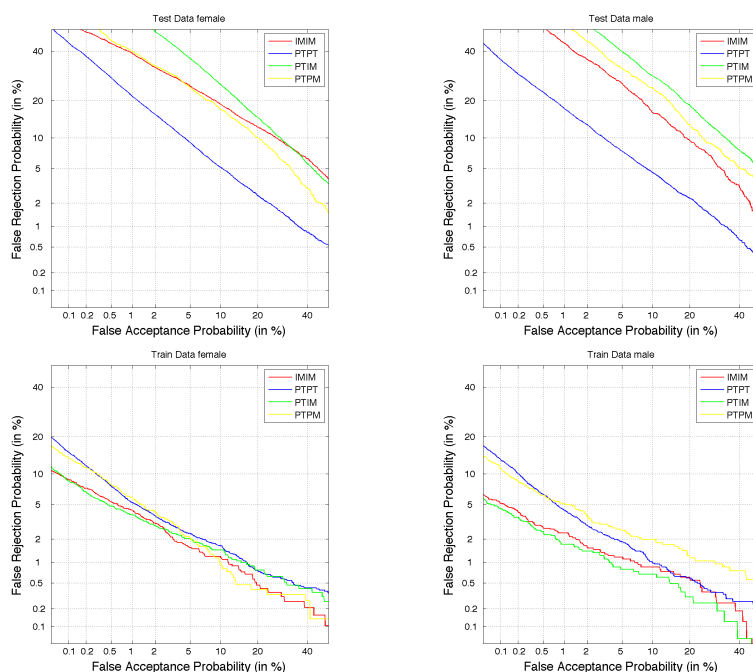 Test Data female
False Rejection Probability (in %)
40
20
10
5
2
1
0.5
0.2
0.1
IMIM
PTPT
PTIM
PTPM
0.1 0.2 0.5 1 2 5 10 20 40
False Acceptance Probability (in %)
Test Data male
False Rejection Probability (in %)
40
20
10
5
2
1
0.5
0.2
0.1
IMIM
PTPT
PTIM
PTPM
0.1 0.2 0.5 1 2 5 10 20 40
False Acceptance Probability (in %)
Train Data female
False Rejection Probability (in %)
40
20
10
5
2
1
0.5
0.2
0.1
IMIM
PTPT
PTIM
PTPM
0.1 0.2 0.5 1 2 5 10 20 40
False Acceptance Probability (in %)
Train Data male
False Rejection Probability (in %)
40
20
10
5
2
1
0.5
0.2
0.1
IMIM
PTPT
PTIM
PTPM
0.1 0.2 0.5 1 2 5 10 20 40
False Acceptance Probability (in %)